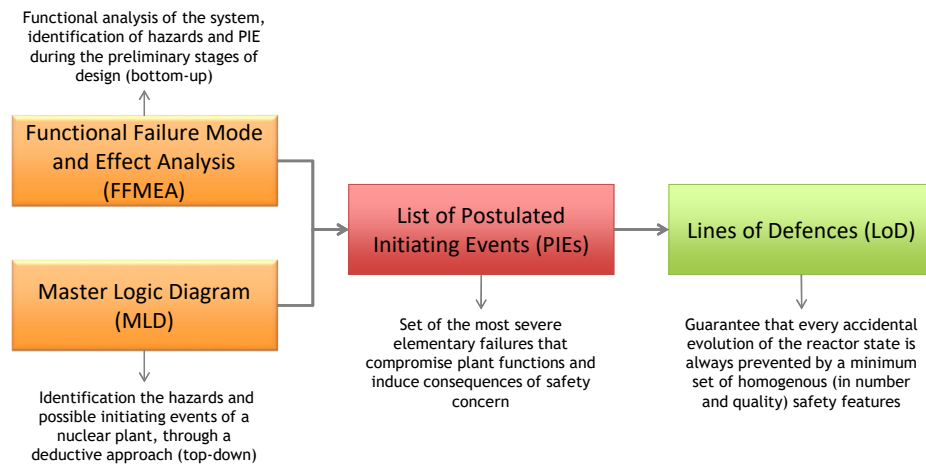 Functional analysis of the system,
identification of hazards and PIE
during the preliminary stages of
design (bottom-up)
Functional Failure Mode
and Effect Analysis
(FFMEA)
Master Logic Diagram
(MLD)
Identification the hazards and
possible initiating events of a
nuclear plant, through a
deductive approach (top-down)
List of Postulated
Initiating Events (PIEs)
Set of the most severe
elementary failures that
compromise plant functions and
induce consequences of safety
concern
Lines of Defences (LoD)
Guarantee that every accidental
evolution of the reactor state is
always prevented by a minimum
set of homogenous (in number
and quality) safety features